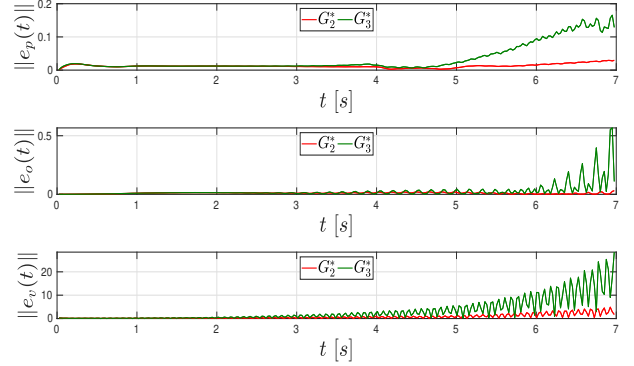 ||e_p(t)||
0.2
0.1
0
G_2^* G_3^*
0 1 2 3 4 5 6 7
t [s]
||e_o(t)||
0.5
0
G_2^* G_3^*
0 1 2 3 4 5 6 7
t [s]
||e_v(t)||
20
10
0
G_2^* G_3^*
0 1 2 3 4 5 6 7
t [s]